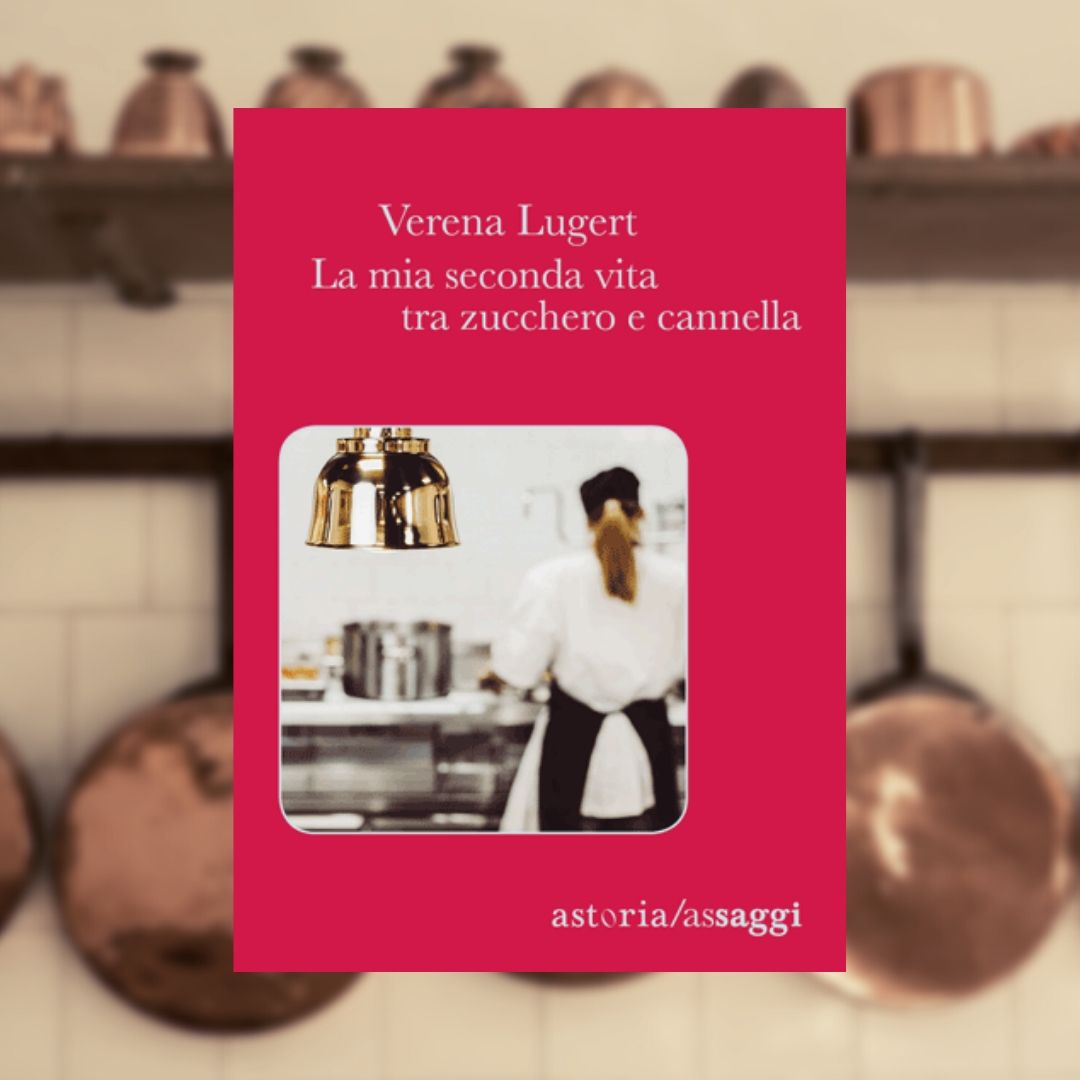 Verena Lugert
La mia seconda vita
tra zucchero e cannella
astoria/assaggi